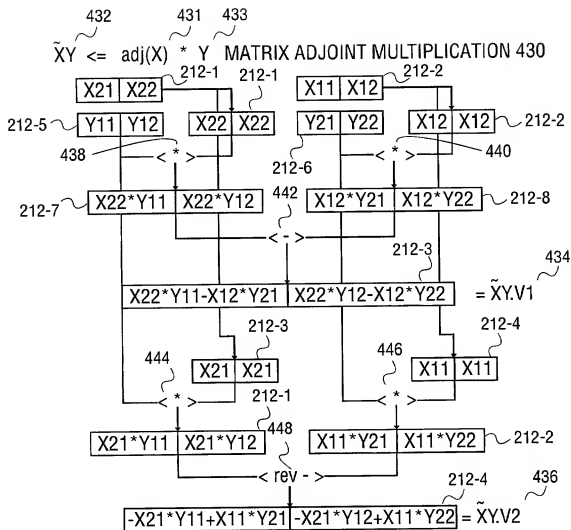 432 431 433
X̃Y <= adj(X) * Y MATRIX ADJOINT MULTIPLICATION 430
212-1 212-1 212-2
X21 X22 X11 X12
212-5 Y11 Y12 X22 X22 Y21 Y22 X12 X12 212-2
438 < * > 212-6 < * > 440
212-7 X22*Y11 X22*Y12 442 X12*Y21 X12*Y22 212-8
< - >
212-3 434
X22*Y11-X12*Y21 X22*Y12-X12*Y22 = X̃Y.V1
212-3 212-4
444 X21 X21 446 X11 X11
< * > < * >
212-1
X21*Y11 X21*Y12 448 X11*Y21 X11*Y22 212-2
< rev - >
212-4 436
-X21*Y11+X11*Y21 -X21*Y12+X11*Y22 = X̃Y.V2